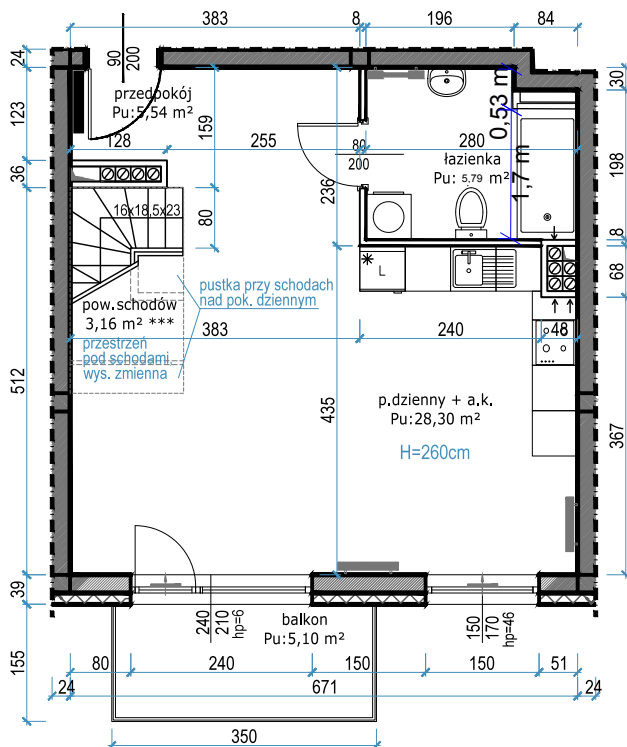 383
8
196
84
24
90
200
30
przedpokój
Pu:5,54 m²
123
159
0,53 m
128
255
80
200
280
łazienka
Pu: 5.79 m²
1,7 m
198
36
236
16x18,5x23
80
8
L
68
pustka przy schodach
nad pok. dziennym
pow.schodów
3,16 m² ***
383
240
48
przestrzeń
pod schodami
wys. zmienna
512
435
p.dzienny + a.k.
Pu:28,30 m²
H=260cm
367
39
240
210
hp=6
balkon
Pu:5,10 m²
150
170
hp=46
155
80
240
150
150
51
24
671
24
350